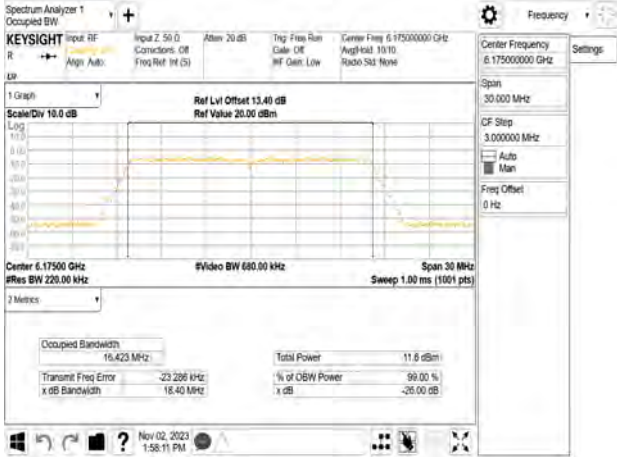 Spectrum Analyzer 1
Occupied BW
Frequency
KEYSIGHT
Input: RF
Input Z: 50 Ω
Atten: 20 dB
Trig: Free Run
Center Freq: 6.175000000 GHz
R
Corrections: Off
Gate: Off
Avg|Hold: 10/10
Align: Auto
Freq Ref: Int (S)
#IF Gain: Low
Radio Std: None
Center Frequency
6.175000000 GHz
Settings
Span
30.000 MHz
CF Step
3.000000 MHz
Auto
Man
Freq Offset
0 Hz
1 Graph
Scale/Div 10.0 dB
Ref Lvl Offset 13.40 dB
Ref Value 20.00 dBm
Log
Center 6.17500 GHz
#Video BW 680.00 kHz
Span 30 MHz
#Res BW 220.00 kHz
Sweep 1.00 ms (1001 pts)
2 Metrics
Occupied Bandwidth
16.423 MHz
Total Power
11.6 dBm
Transmit Freq Error
-23.286 kHz
% of OBW Power
99.00 %
x dB Bandwidth
18.40 MHz
x dB
-26.00 dB
Nov 02, 2023
1:58:11 PM